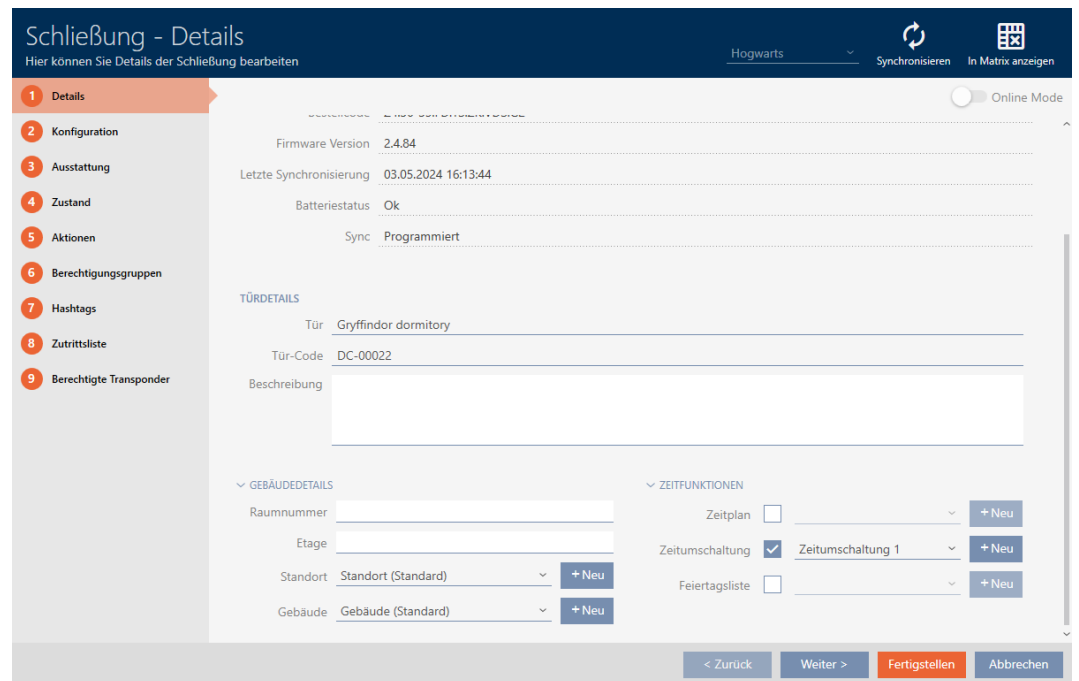 Schließung - Details
Hier können Sie Details der Schließung bearbeiten
Hogwarts
Synchronisieren
In Matrix anzeigen
1 Details
2 Konfiguration
3 Ausstattung
4 Zustand
5 Aktionen
6 Berechtigungsgruppen
7 Hashtags
8 Zutrittsliste
9 Berechtigte Transponder
Online Mode
Firmware Version 2.4.84
Letzte Synchronisierung 03.05.2024 16:13:44
Batteriestatus Ok
Sync Programmiert
TÜRDETAILS
Tür Gryffindor dormitory
Tür-Code DC-00022
Beschreibung
GEBÄUDEDETAILS
Raumnummer
Etage
Standort Standort (Standard) + Neu
Gebäude Gebäude (Standard) + Neu
ZEITFUNKTIONEN
Zeitplan + Neu
Zeitumschaltung Zeitumschaltung 1 + Neu
Feiertagsliste + Neu
< Zurück Weiter > Fertigstellen Abbrechen